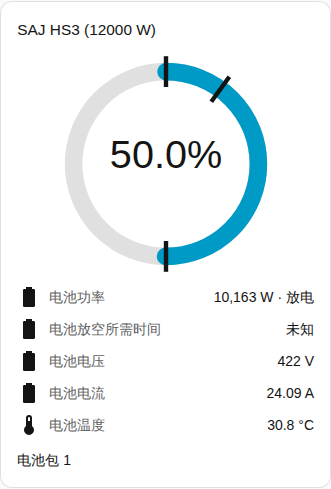 SAJ HS3 (12000 W)
50.0%
电池功率 10,163 W · 放电
电池放空所需时间 未知
电池电压 422 V
电池电流 24.09 A
电池温度 30.8 °C
电池包 1